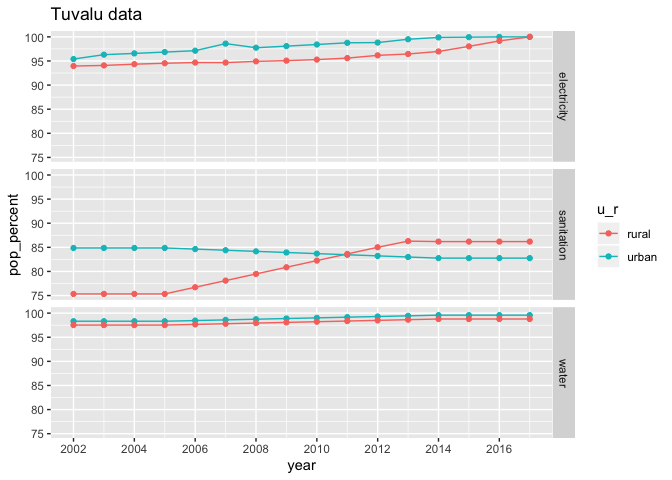 Tuvalu data
pop_percent
100
95
90
85
80
75
electricity
100
95
90
85
80
75
sanitation
100
95
90
85
80
75
water
2002 2004 2006 2008 2010 2012 2014 2016
year
u_r
rural
urban